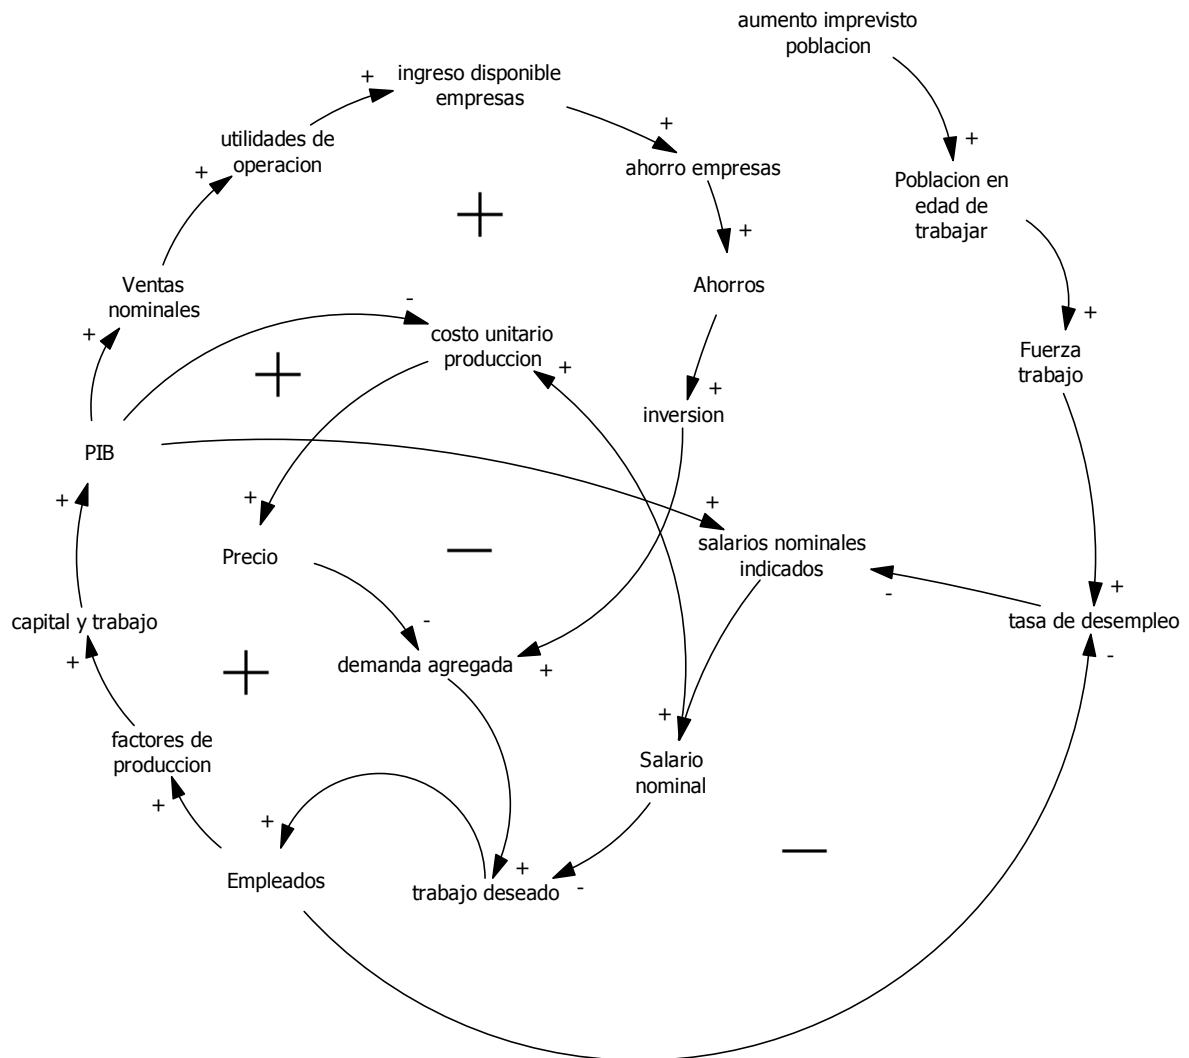 aumento imprevisto
poblacion
+
ingreso disponible
empresas
+
utilidades de
operacion
+
ahorro empresas
+
Poblacion en
edad de
trabajar
+
+
+
Ventas
nominales
+
Ahorros
+
-
costo unitario
produccion
+
+
Fuerza
trabajo
+
+
inversion
PIB
+
+
+
Precio
-
salarios nominales
indicados
-
+
tasa de desempleo
-
capital y trabajo
+
-
demanda agregada
+
+
factores de
produccion
+
+
Salario
nominal
+
-
Empleados
+
trabajo deseado
-